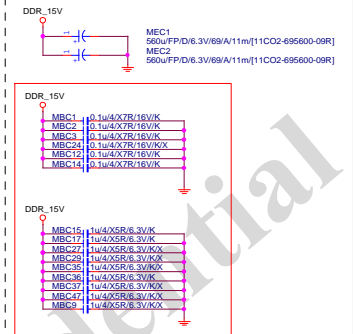 DDR_15V
1
MEC1
560u/FP/D/6.3V/69/A/11m/[11CO2-695600-09R]
1
MEC2
560u/FP/D/6.3V/69/A/11m/[11CO2-695600-09R]
DDR_15V
MBC1 0.1u/4/X7R/16V/K
MBC2 0.1u/4/X7R/16V/K
MBC3 0.1u/4/X7R/16V/K
MBC24 0.1u/4/X7R/16V/K/X
MBC12 0.1u/4/X7R/16V/K
MBC14 0.1u/4/X7R/16V/K
DDR_15V
MBC15 1u/4/X5R/6.3V/K
MBC17 1u/4/X5R/6.3V/K
MBC27 1u/4/X5R/6.3V/K/X
MBC29 1u/4/X5R/6.3V/K/X
MBC35 1u/4/X5R/6.3V/K/X
MBC36 1u/4/X5R/6.3V/K
MBC37 1u/4/X5R/6.3V/K/X
MBC47 1u/4/X5R/6.3V/K/X
MBC9 1u/4/X5R/6.3V/K/X
dential